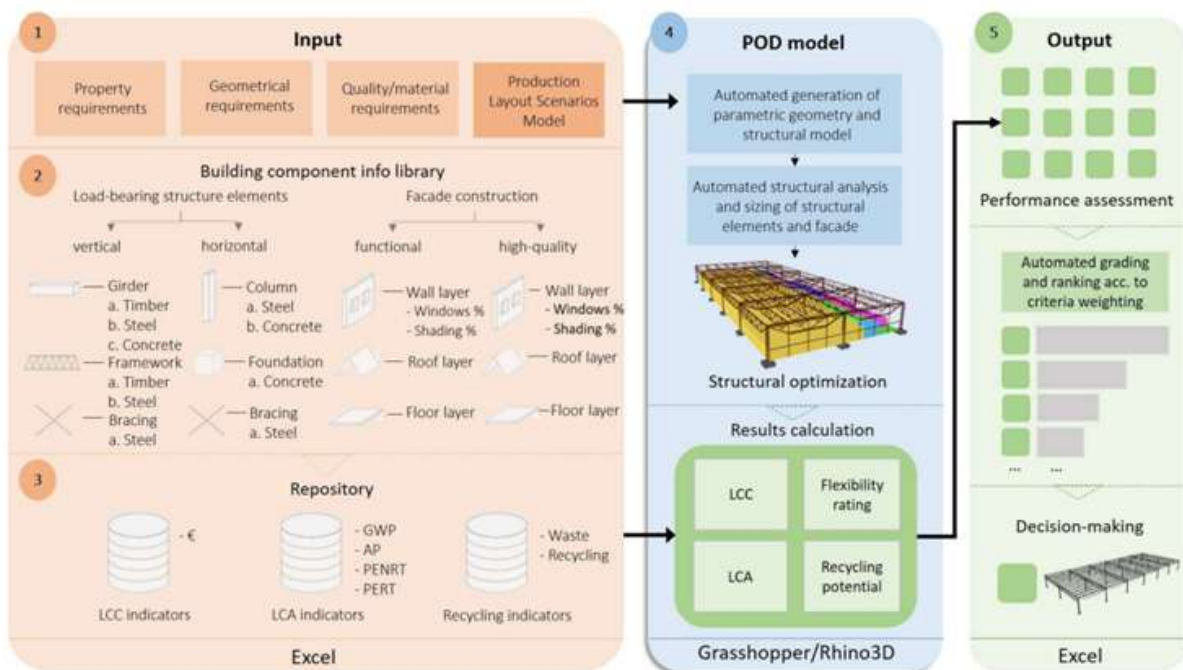 1
Input
Property
requirements
Geometrical
requirements
Quality/material
requirements
Production
Layout Scenarios
Model
2
Building component info library
Load-bearing structure elements
Facade construction
vertical
horizontal
functional
high-quality
Girder
a. Timber
b. Steel
c. Concrete
Framework
a. Timber
b. Steel
Bracing
a. Steel
Column
a. Steel
b. Concrete
Foundation
a. Concrete
Bracing
a. Steel
Wall layer
- Windows %
- Shading %
Roof layer
Floor layer
Wall layer
- Windows %
- Shading %
Roof layer
Floor layer
3
Repository
- €
LCC indicators
- GWP
- AP
- PENRT
- PERT
LCA indicators
- Waste
- Recycling
Recycling indicators
Excel
4
POD model
Automated generation of
parametric geometry and
structural model
Automated structural analysis
and sizing of structural
elements and facade
Structural optimization
Results calculation
LCC
Flexibility
rating
LCA
Recycling
potential
Grasshopper/Rhino3D
5
Output
Performance assessment
Automated grading
and ranking acc. to
criteria weighting
... ...
Decision-making
Excel